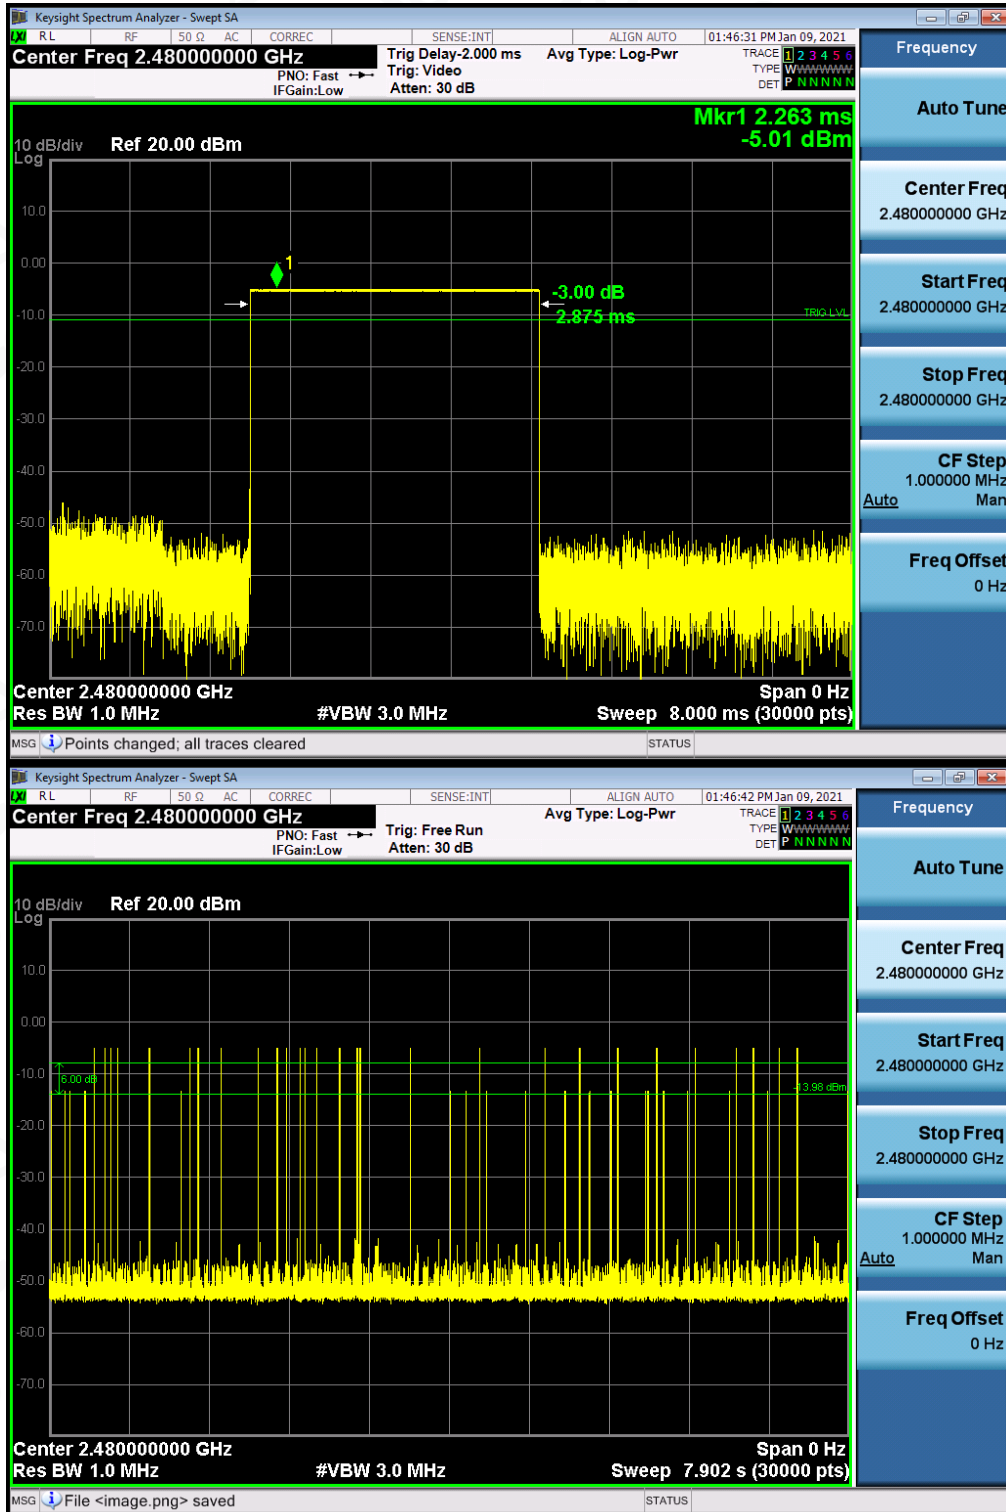 Keysight Spectrum Analyzer - Swept SA
LXI RL RF 50 Ω AC CORREC SENSE:INT ALIGN AUTO 01:46:31 PM Jan 09, 2021
Center Freq 2.480000000 GHz Trig Delay-2.000 ms Avg Type: Log-Pwr TRACE 1 2 3 4 5 6
PNO: Fast Trig: Video TYPE WWWWWWW
IFGain:Low Atten: 30 dB DET P N N N N N
Mkr1 2.263 ms
10 dB/div Ref 20.00 dBm -5.01 dBm
Log
10.0
0.00
1
-3.00 dB
-10.0
2.875 ms
TRIG LVL
-20.0
-30.0
-40.0
-50.0
-60.0
-70.0
Center 2.480000000 GHz Span 0 Hz
Res BW 1.0 MHz #VBW 3.0 MHz Sweep 8.000 ms (30000 pts)
MSG Points changed; all traces cleared STATUS
Frequency
Auto Tune
Center Freq
2.480000000 GHz
Start Freq
2.480000000 GHz
Stop Freq
2.480000000 GHz
CF Step
1.000000 MHz
Auto Man
Freq Offset
0 Hz
Keysight Spectrum Analyzer - Swept SA
LXI RL RF 50 Ω AC CORREC SENSE:INT ALIGN AUTO 01:46:42 PM Jan 09, 2021
Center Freq 2.480000000 GHz Avg Type: Log-Pwr TRACE 1 2 3 4 5 6
PNO: Fast Trig: Free Run TYPE WWWWWWW
IFGain:Low Atten: 30 dB DET P N N N N N
10 dB/div Ref 20.00 dBm
Log
10.0
0.00
-10.0
6.00 dB
-13.98 dBm
-20.0
-30.0
-40.0
-50.0
-60.0
-70.0
Center 2.480000000 GHz Span 0 Hz
Res BW 1.0 MHz #VBW 3.0 MHz Sweep 7.902 s (30000 pts)
MSG File <image.png> saved STATUS
Frequency
Auto Tune
Center Freq
2.480000000 GHz
Start Freq
2.480000000 GHz
Stop Freq
2.480000000 GHz
CF Step
1.000000 MHz
Auto Man
Freq Offset
0 Hz